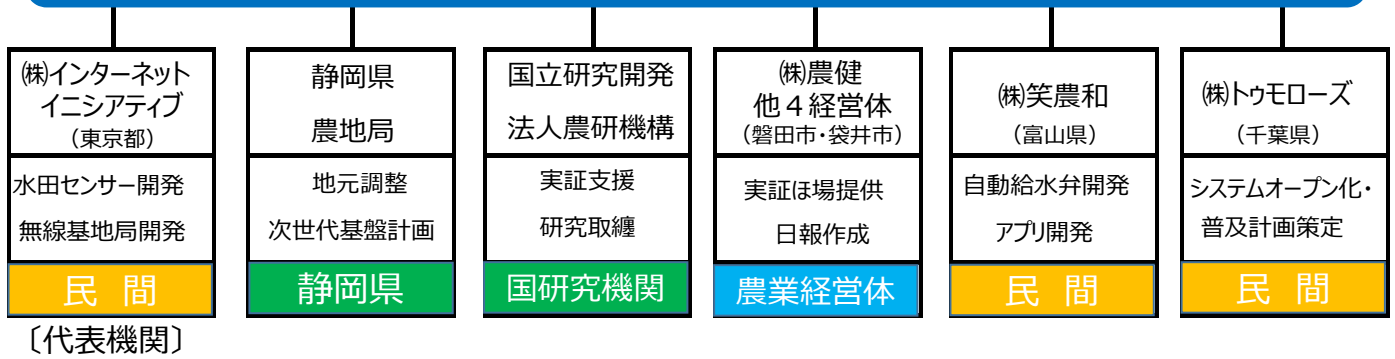 ㈱インターネット
イニシアティブ
(東京都)
水田センサー開発
無線基地局開発
民 間
〔代表機関〕
静岡県
農地局
地元調整
次世代基盤計画
静岡県
国立研究開発
法人農研機構
実証支援
研究取纏
国研究機関
㈱農健
他４経営体
(磐田市・袋井市)
実証ほ場提供
日報作成
農業経営体
㈱笑農和
(富山県)
自動給水弁開発
アプリ開発
民 間
㈱トゥモローズ
(千葉県)
システムオープン化・
普及計画策定
民 間